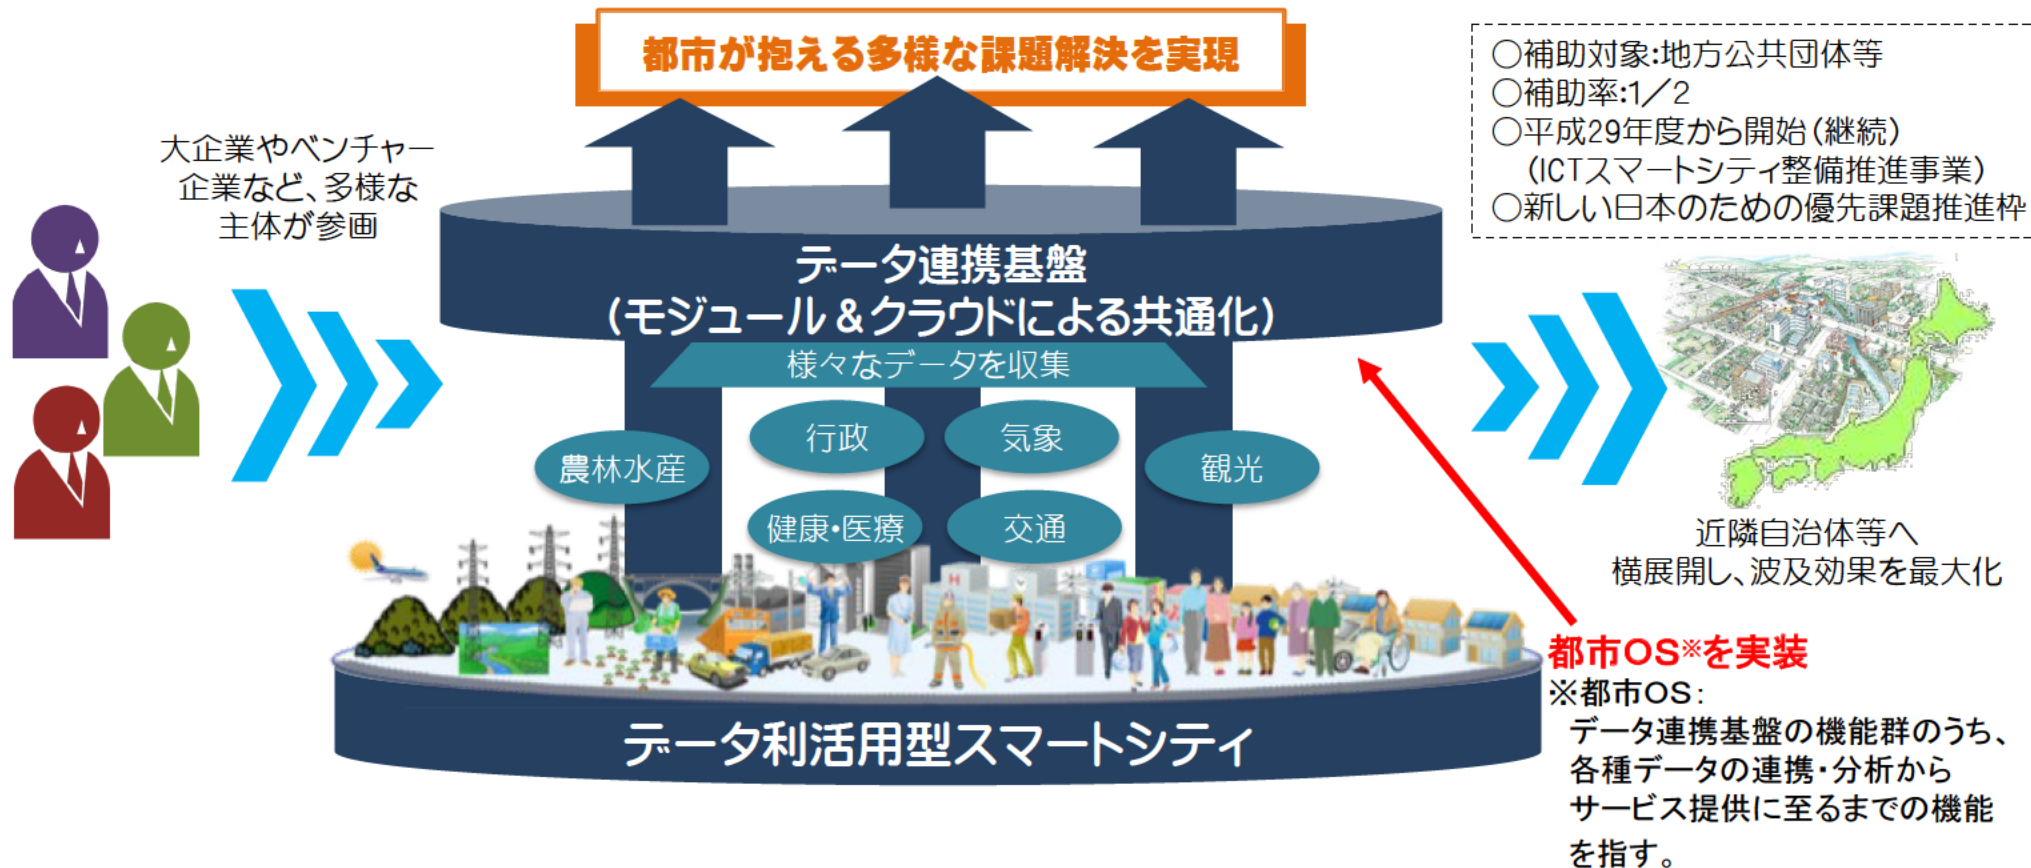 都市が抱える多様な課題解決を実現
○補助対象:地方公共団体等
○補助率:1／2
○平成29年度から開始(継続)
(ICTスマートシティ整備推進事業)
○新しい日本のための優先課題推進枠
大企業やベンチャー
企業など、多様な
主体が参画
データ連携基盤
(モジュール＆クラウドによる共通化)
様々なデータを収集
農林水産
行政
気象
観光
健康・医療
交通
近隣自治体等へ
横展開し、波及効果を最大化
都市OS※を実装
※都市OS:
データ連携基盤の機能群のうち、
各種データの連携・分析から
サービス提供に至るまでの機能
を指す。
データ利活用型スマートシティ